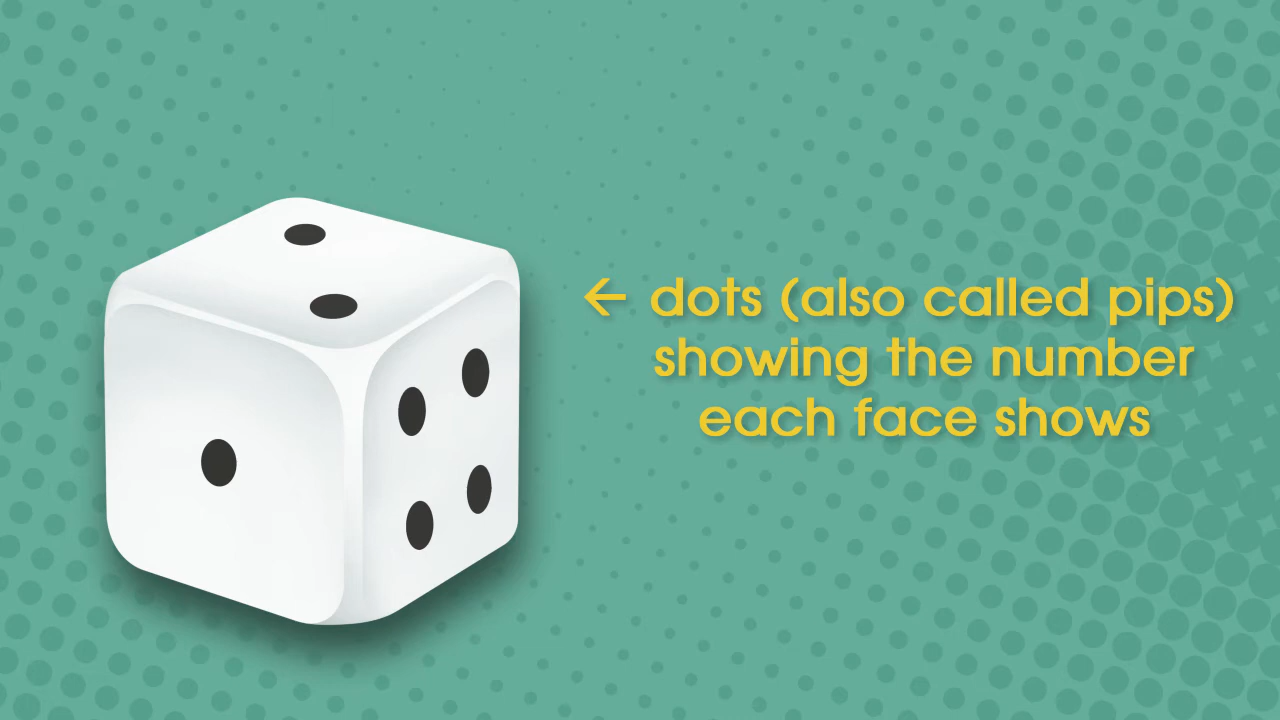 ← dots (also called pips)
showing the number
each face shows